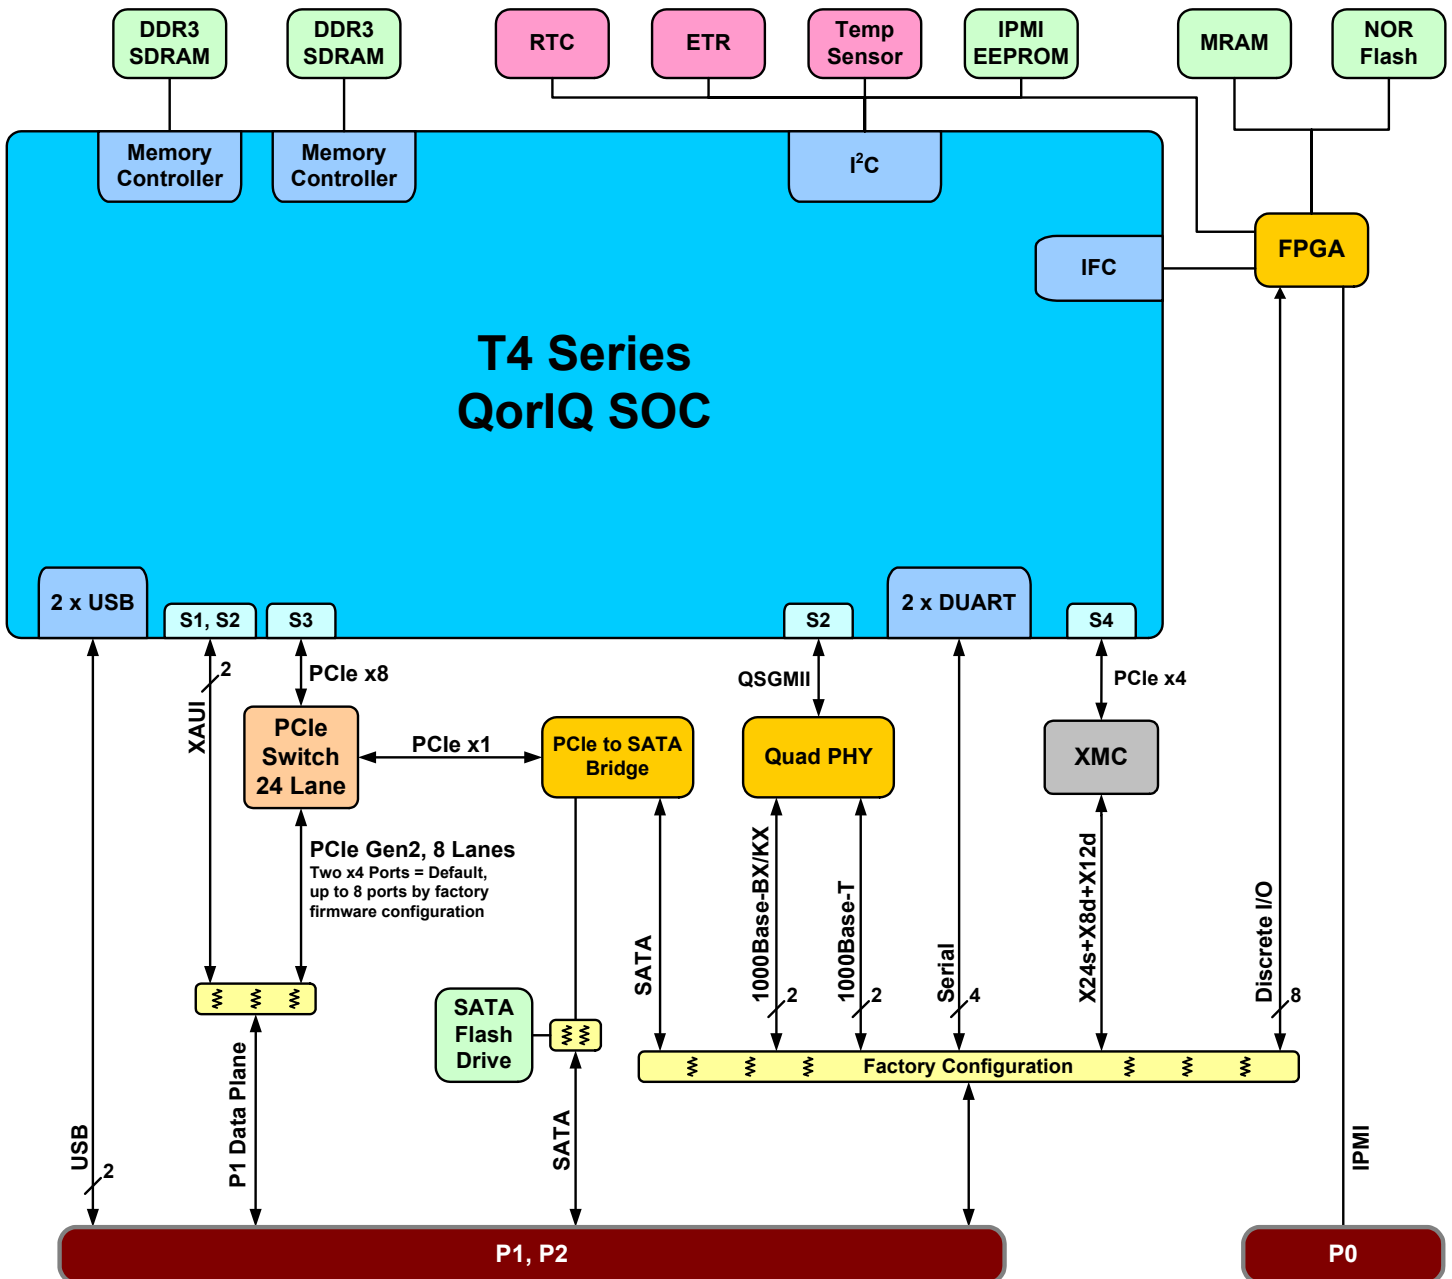 DDR3
SDRAM
DDR3
SDRAM
RTC
ETR
Temp
Sensor
IPMI
EEPROM
MRAM
NOR
Flash
Memory
Controller
Memory
Controller
I²C
IFC
FPGA
T4 Series
QorIQ SOC
2 x USB
S1, S2
S3
S2
2 x DUART
S4
2
PCIe x8
QSGMII
PCIe x4
XAUI
PCIe
Switch
24 Lane
PCIe x1
PCIe to SATA
Bridge
Quad PHY
XMC
PCIe Gen2, 8 Lanes
Two x4 Ports = Default,
up to 8 ports by factory
firmware configuration
SATA
1000Base-BX/KX
2
1000Base-T
2
Serial
4
X24s+X8d+X12d
Discrete I/O
8
SATA
Flash
Drive
Factory Configuration
USB
2
P1 Data Plane
SATA
IPMI
P1, P2
P0